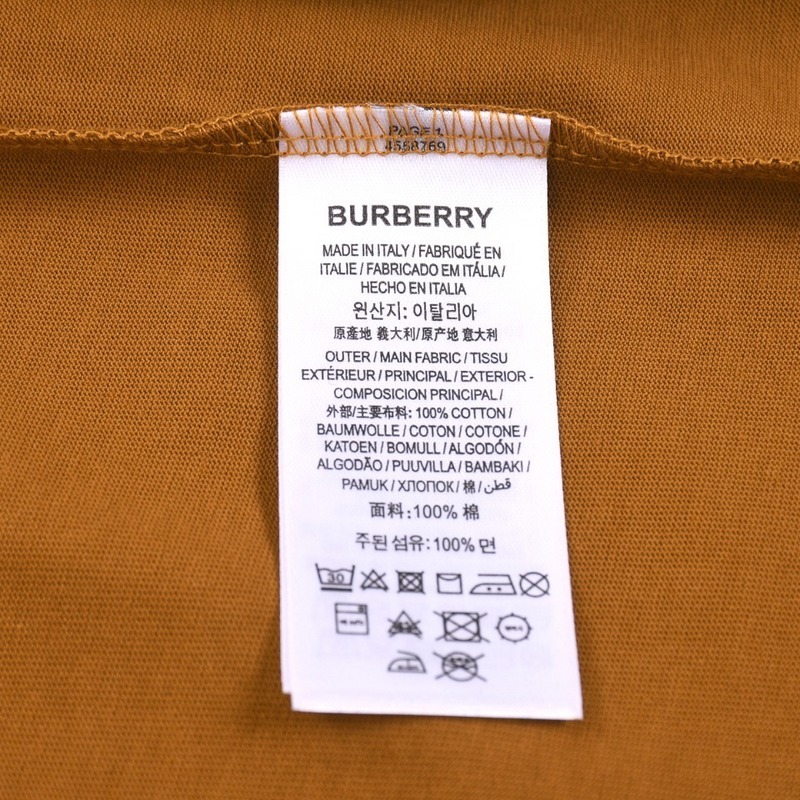 PAGE 1
BURBERRY
MADE IN ITALY / FABRIQUÉ EN
ITALIE / FABRICADO EM ITÁLIA /
HECHO EN ITALIA
원산지: 이탈리아
原產地 義大利/原产地 意大利
OUTER / MAIN FABRIC / TISSU
EXTÉRIEUR / PRINCIPAL / EXTERIOR -
COMPOSICION PRINCIPAL /
外部/主要布料: 100% COTTON /
BAUMWOLLE / COTON / COTONE /
KATOEN / BOMULL / ALGODÓN /
ALGODÃO / PUUVILLA / BAMBAKI /
PAMUK / ХЛОПОК / 棉 / قطن
面料:100% 棉
주된 섬유: 100% 면
30